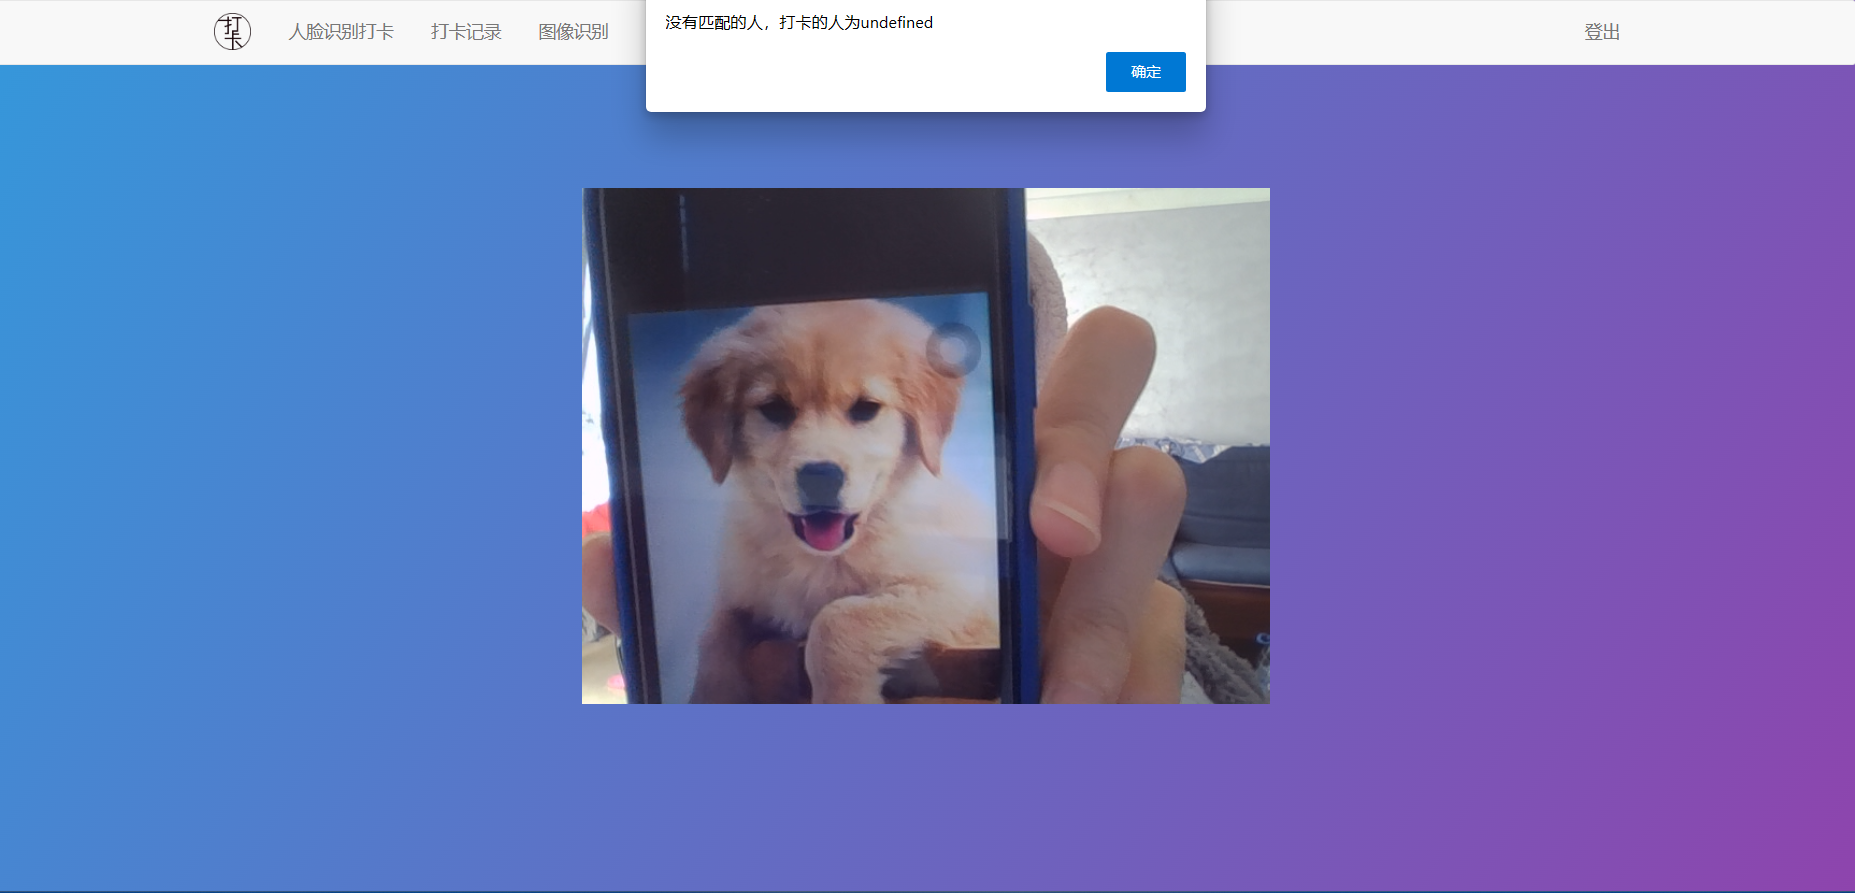 打卡
人脸识别打卡
打卡记录
图像识别
没有匹配的人，打卡的人为undefined
确定
登出